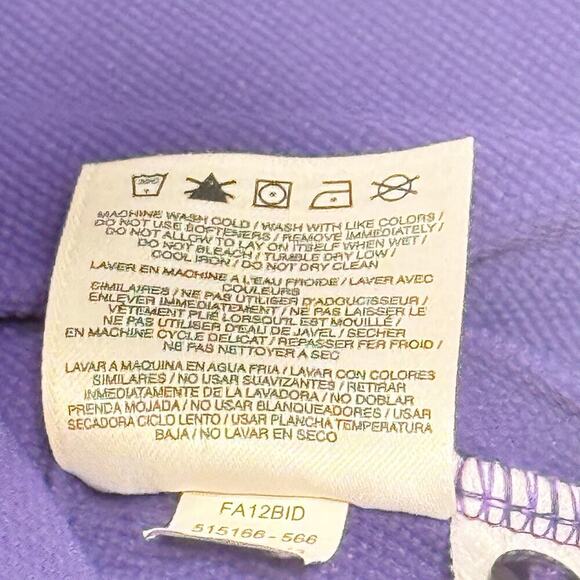 MACHINE WASH COLD / WASH WITH LIKE COLORS /
DO NOT USE SOFTENERS / REMOVE IMMEDIATELY /
DO NOT ALLOW TO LAY ON ITSELF WHEN WET /
DO NOT BLEACH / TUMBLE DRY LOW /
COOL IRON / DO NOT DRY CLEAN
LAVER EN MACHINE A L'EAU FROIDE / LAVER AVEC
COULEURS
SIMILAIRES / NE PAS UTILISER D'ADOUCISSEUR /
ENLEVER IMMEDIATEMENT / NE PAS LAISSER LE
VÊTEMENT PLIÉ LORSQU'IL EST MOUILLÉ /
NE PAS UTILISER D'EAU DE JAVEL / SECHER
EN MACHINE CYCLE DELICAT / REPASSER FER FROID /
NE PAS NETTOYER A SEC
LAVAR A MAQUINA EN AGUA FRIA / LAVAR CON COLORES
SIMILARES / NO USAR SUAVIZANTES / RETIRAR
INMEDIATAMENTE DE LA LAVADORA / NO DOBLAR
PRENDA MOJADA / NO USAR BLANQUEADORES / USAR
SECADORA CICLO LENTO / USAR PLANCHA TEMPERATURA
BAJA / NO LAVAR EN SECO
FA12BID
515166-566